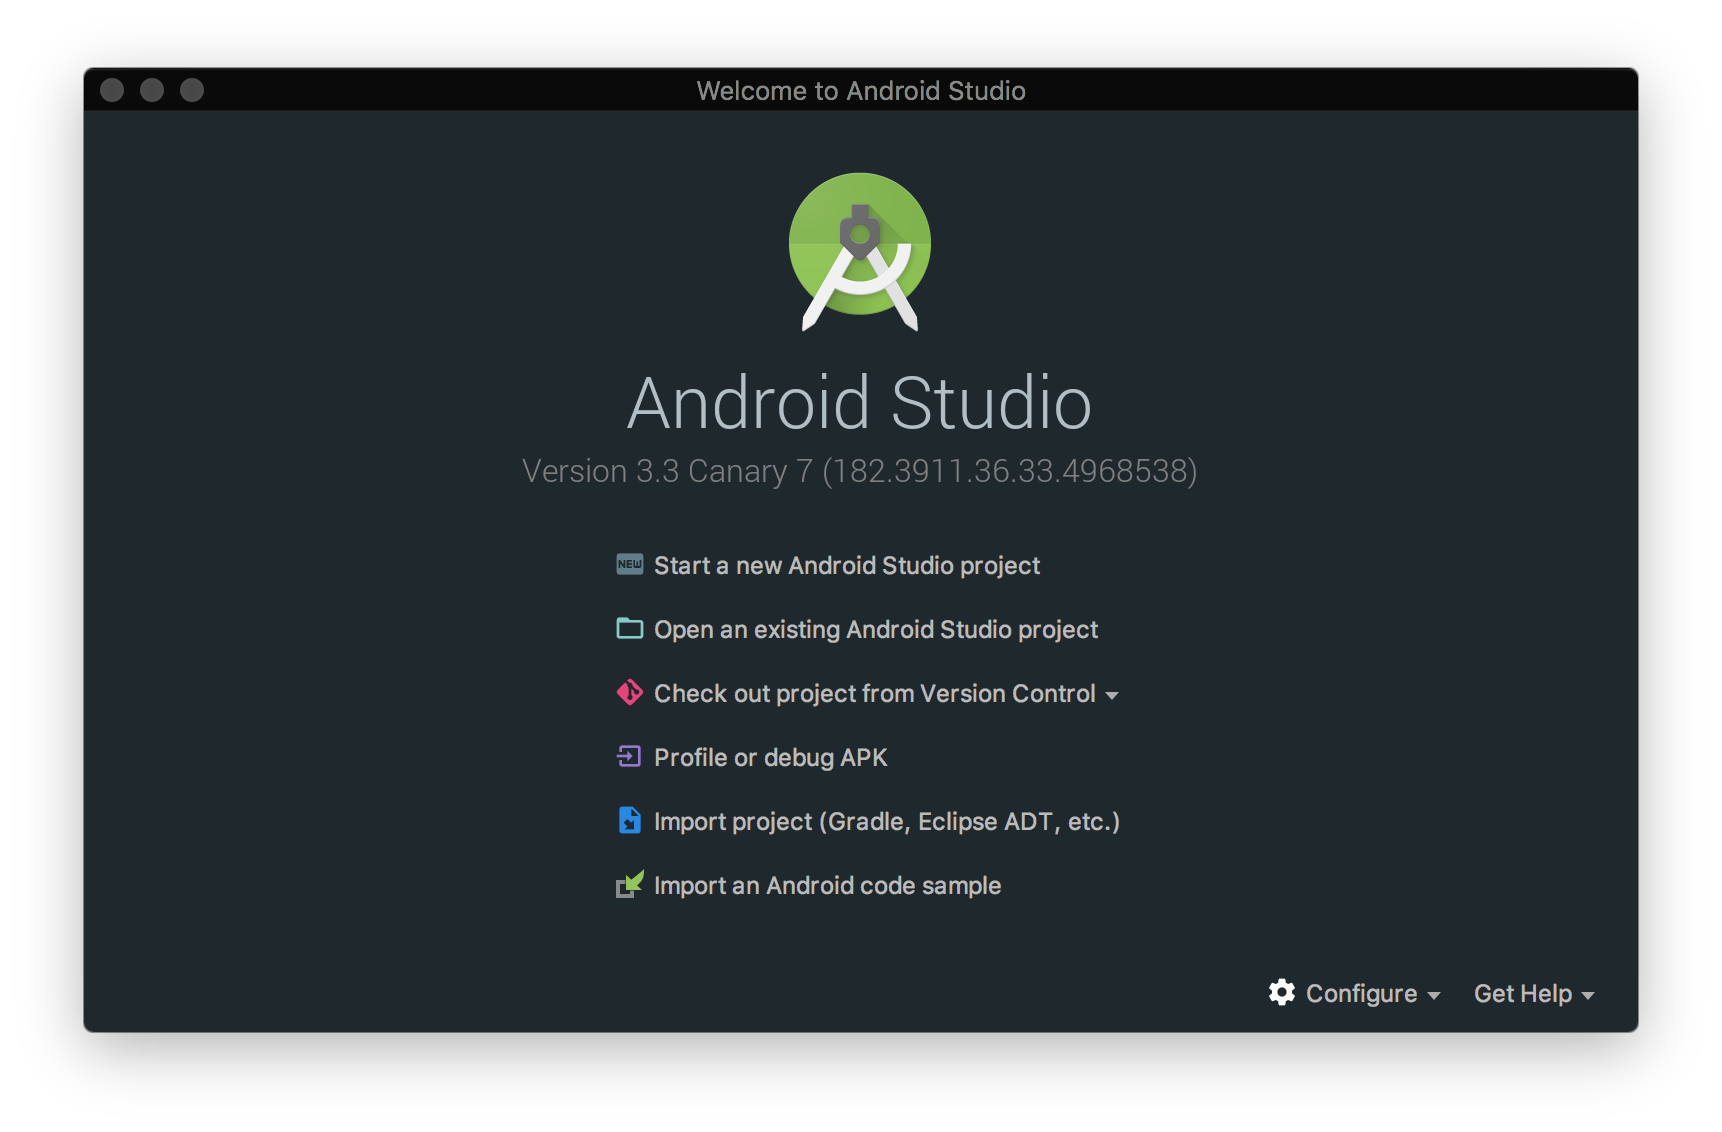 Welcome to Android Studio
Android Studio
Version 3.3 Canary 7 (182.3911.36.33.4968538)
NEW Start a new Android Studio project
Open an existing Android Studio project
Check out project from Version Control
Profile or debug APK
Import project (Gradle, Eclipse ADT, etc.)
Import an Android code sample
Configure Get Help